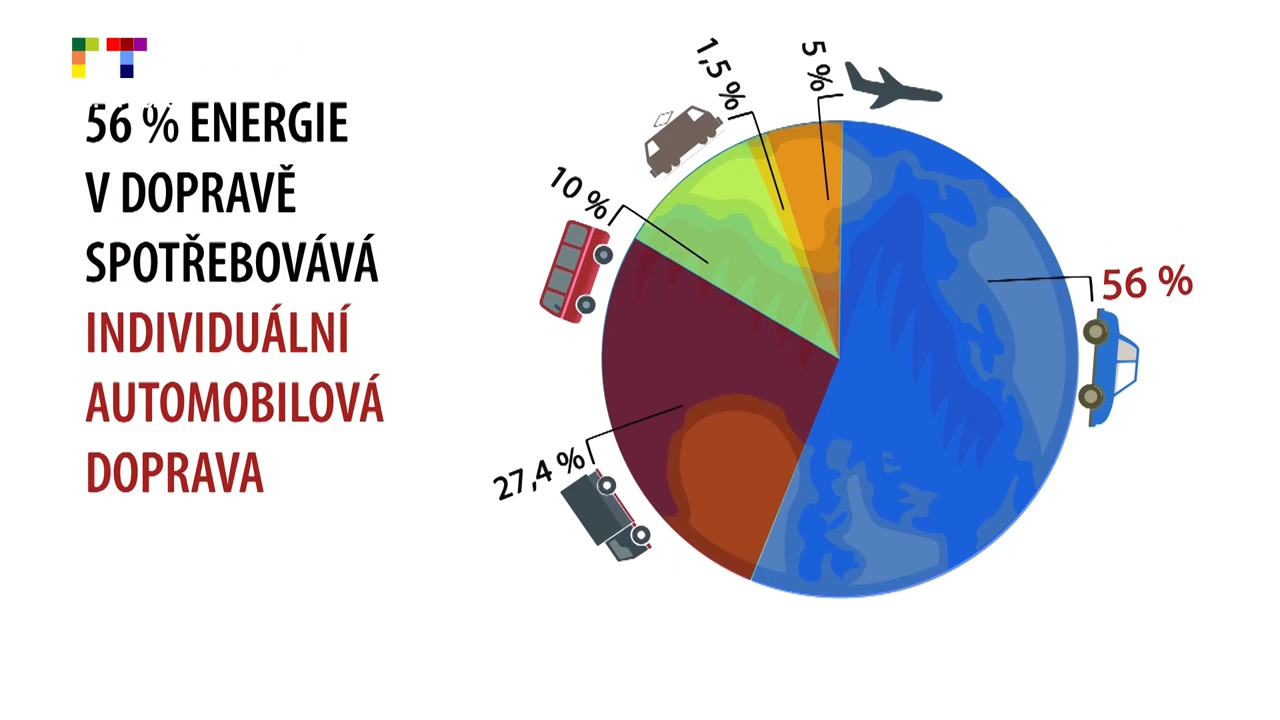 56 % ENERGIE
V DOPRAVĚ
SPOTŘEBOVÁVÁ
INDIVIDUÁLNÍ
AUTOMOBILOVÁ
DOPRAVA
5 %
1,5 %
10 %
56 %
27,4 %